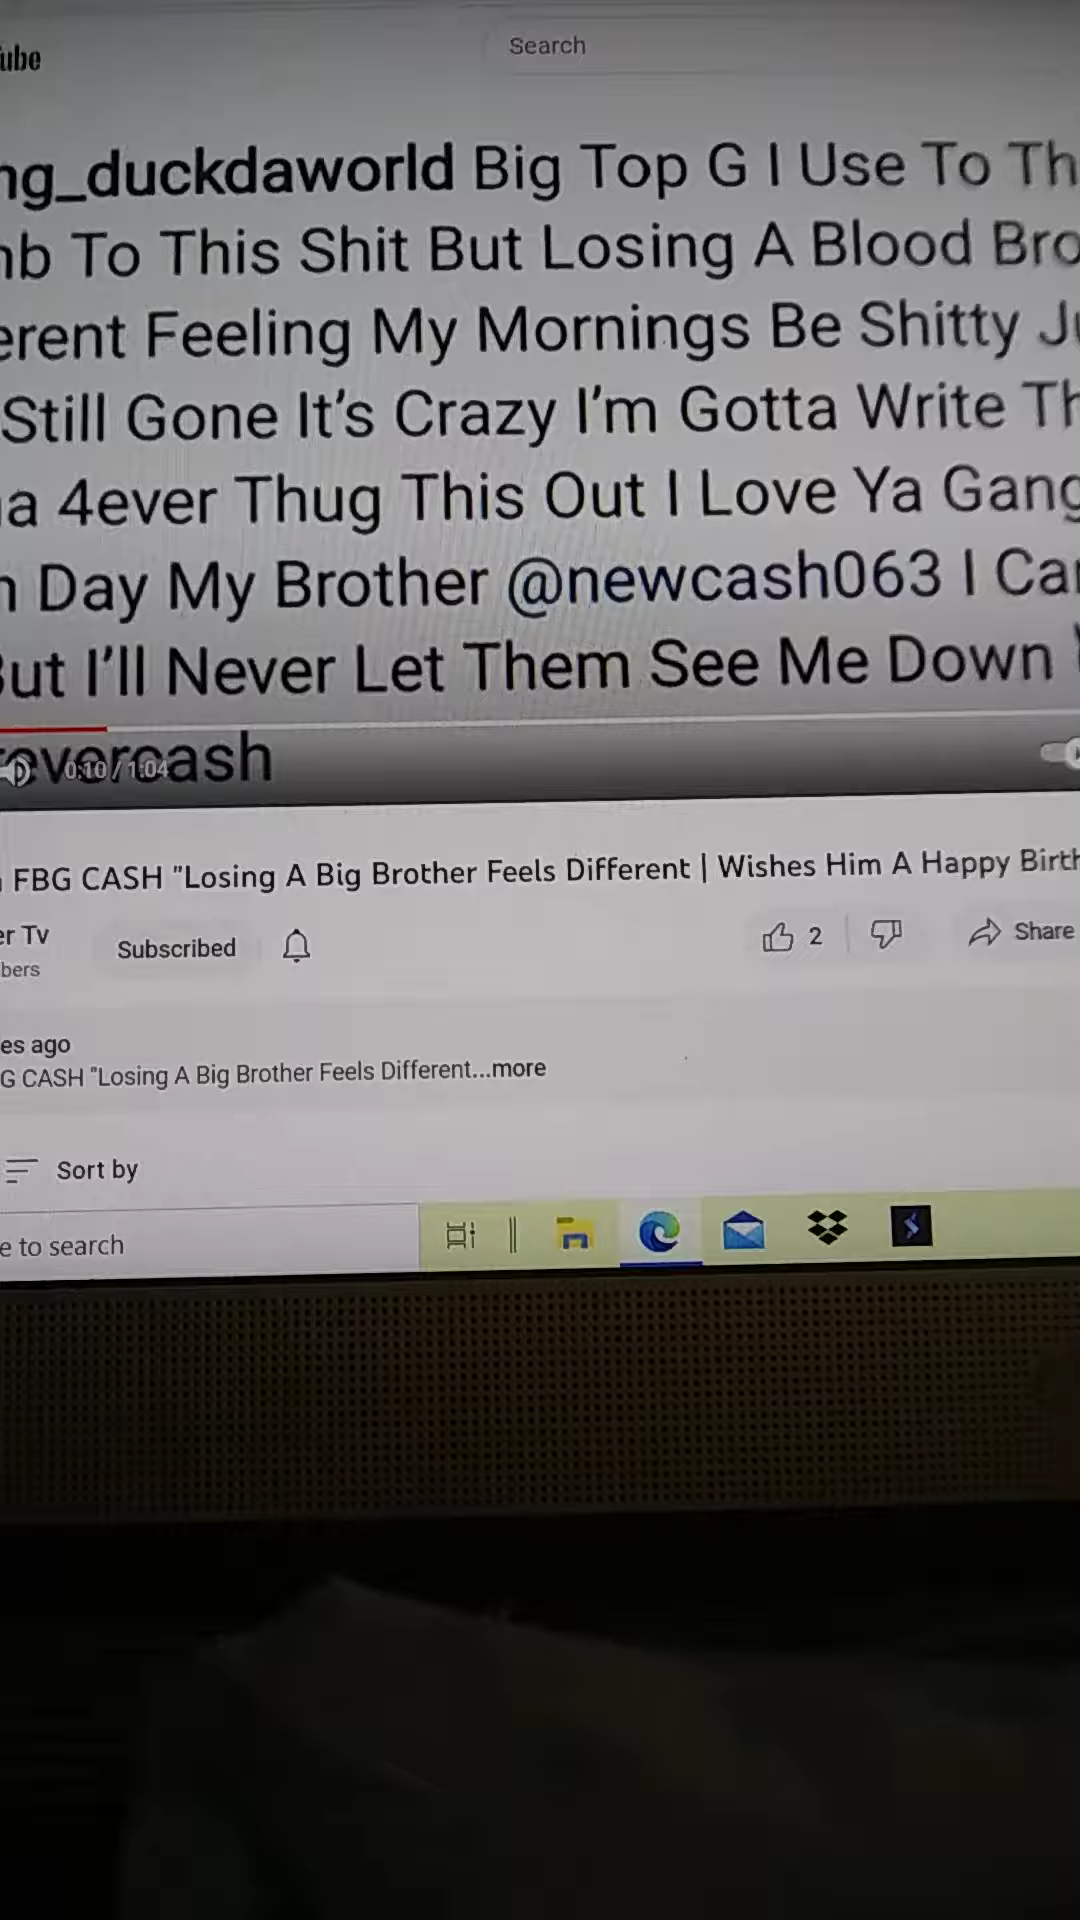 ube
Search
ng_duckdaworld Big Top G I Use To Th
nb To This Shit But Losing A Blood Bro
erent Feeling My Mornings Be Shitty Ju
Still Gone It's Crazy I'm Gotta Write Th
na 4ever Thug This Out I Love Ya Gang
h Day My Brother @newcash063 I Car
But I'll Never Let Them See Me Down
revercash
0:10 / 1:04
FBG CASH "Losing A Big Brother Feels Different | Wishes Him A Happy Birth
er Tv
bers
Subscribed
2
Share
es ago
G CASH "Losing A Big Brother Feels Different...more
Sort by
e to search